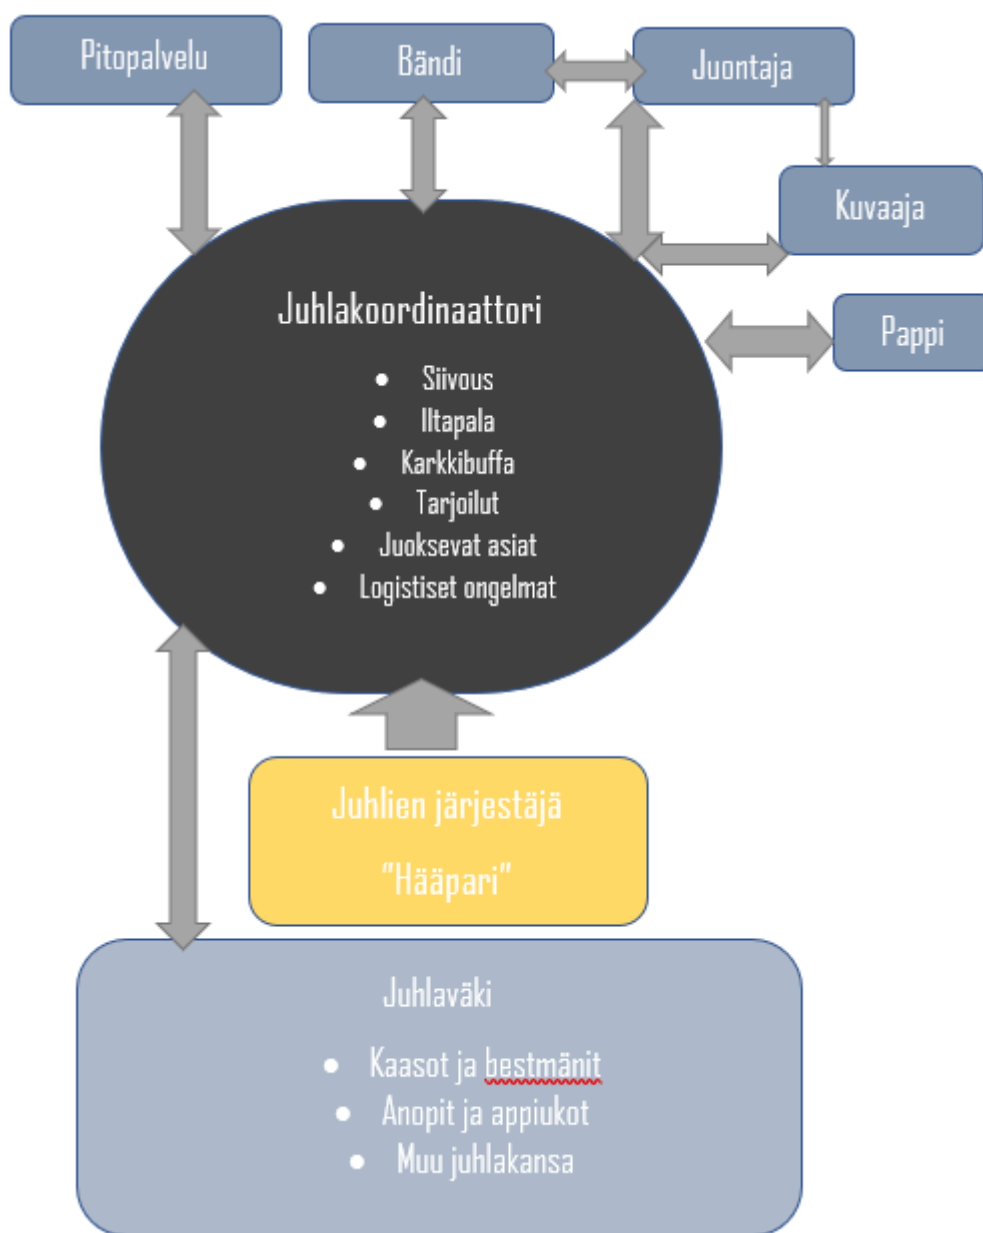 Pitopalvelu
Bändi
Juontaja
Kuvaaja
Pappi
Juhlakoordinaattori
• Siivous
• Iltapala
• Karkkibuffa
• Tarjoilut
• Juoksevat asiat
• Logistiset ongelmat
Juhlien järjestäjä
"Hääpari"
Juhlaväki
• Kaasot ja bestmänit
• Anopit ja appiukot
• Muu juhlakansa